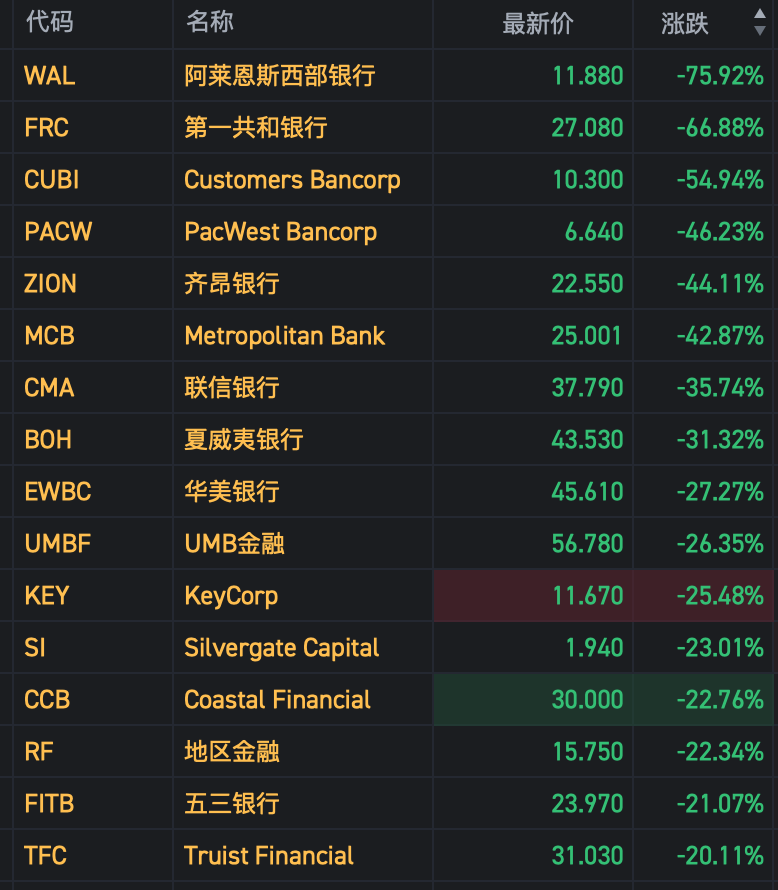 代码 名称 最新价 涨跌
WAL 阿莱恩斯西部银行 11.880 -75.92%
FRC 第一共和银行 27.080 -66.88%
CUBI Customers Bancorp 10.300 -54.94%
PACW PacWest Bancorp 6.640 -46.23%
ZION 齐昂银行 22.550 -44.11%
MCB Metropolitan Bank 25.001 -42.87%
CMA 联信银行 37.790 -35.74%
BOH 夏威夷银行 43.530 -31.32%
EWBC 华美银行 45.610 -27.27%
UMBF UMB金融 56.780 -26.35%
KEY KeyCorp 11.670 -25.48%
SI Silvergate Capital 1.940 -23.01%
CCB Coastal Financial 30.000 -22.76%
RF 地区金融 15.750 -22.34%
FITB 五三银行 23.970 -21.07%
TFC Truist Financial 31.030 -20.11%